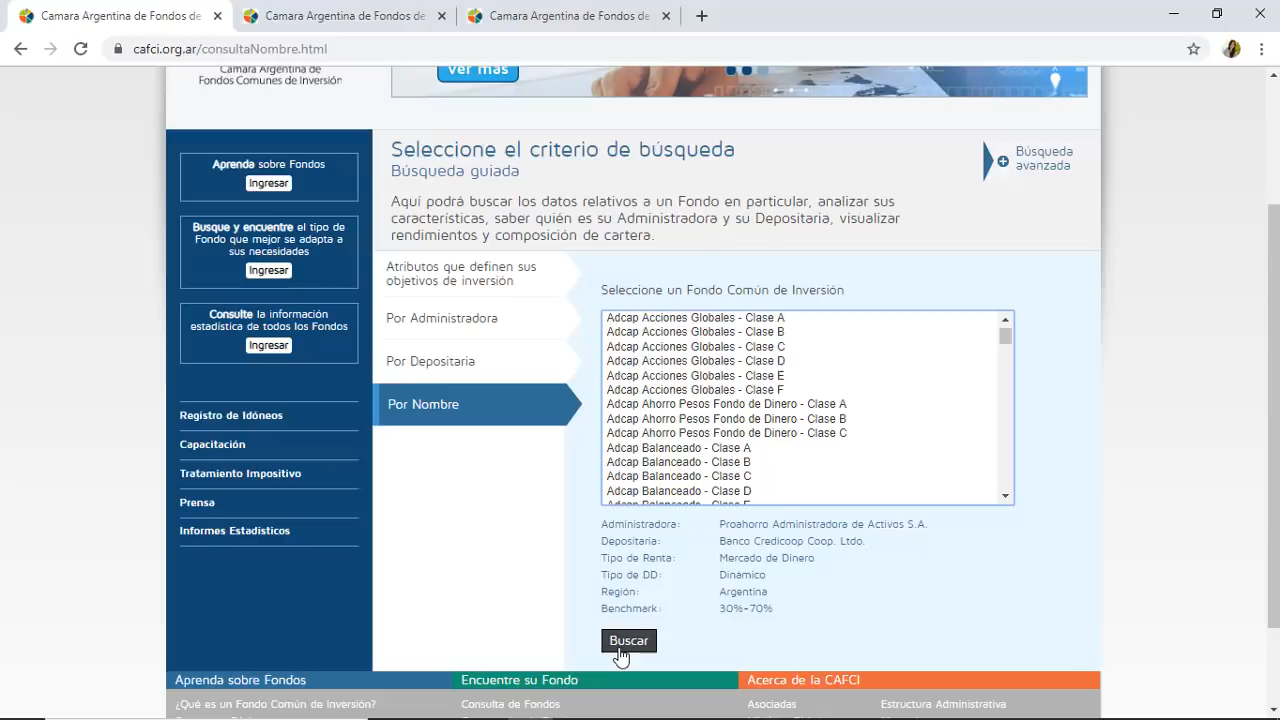 Camara Argentina de Fondos de
Camara Argentina de Fondos de
Camara Argentina de Fondos de
cafci.org.ar/consultaNombre.html
Cámara Argentina de
Fondos Comunes de Inversión
Ver más
Aprenda sobre Fondos
Ingresar
Busque y encuentre el tipo de
Fondo que mejor se adapta a
sus necesidades
Ingresar
Consulte la información
estadística de todos los Fondos
Ingresar
Registro de Idóneos
Capacitación
Tratamiento Impositivo
Prensa
Informes Estadísticos
Seleccione el criterio de búsqueda
Búsqueda guiada
Búsqueda
avanzada
Aquí podrá buscar los datos relativos a un Fondo en particular, analizar sus
características, saber quién es su Administradora y su Depositaria, visualizar
rendimientos y composición de cartera.
Atributos que definen sus
objetivos de inversión
Por Administradora
Por Depositaria
Por Nombre
Seleccione un Fondo Común de Inversión
Adcap Acciones Globales - Clase A
Adcap Acciones Globales - Clase B
Adcap Acciones Globales - Clase C
Adcap Acciones Globales - Clase D
Adcap Acciones Globales - Clase E
Adcap Acciones Globales - Clase F
Adcap Ahorro Pesos Fondo de Dinero - Clase A
Adcap Ahorro Pesos Fondo de Dinero - Clase B
Adcap Ahorro Pesos Fondo de Dinero - Clase C
Adcap Balanceado - Clase A
Adcap Balanceado - Clase B
Adcap Balanceado - Clase C
Adcap Balanceado - Clase D
Administradora: Proahorro Administradora de Activos S.A.
Depositaria: Banco Credicoop Coop. Ltdo.
Tipo de Renta: Mercado de Dinero
Tipo de DD: Dinámico
Región: Argentina
Benchmark: 30%-70%
Buscar
Aprenda sobre Fondos
Encuentre su Fondo
Acerca de la CAFCI
¿Qué es un Fondo Común de Inversión?
Consulta de Fondos
Asociadas
Estructura Administrativa